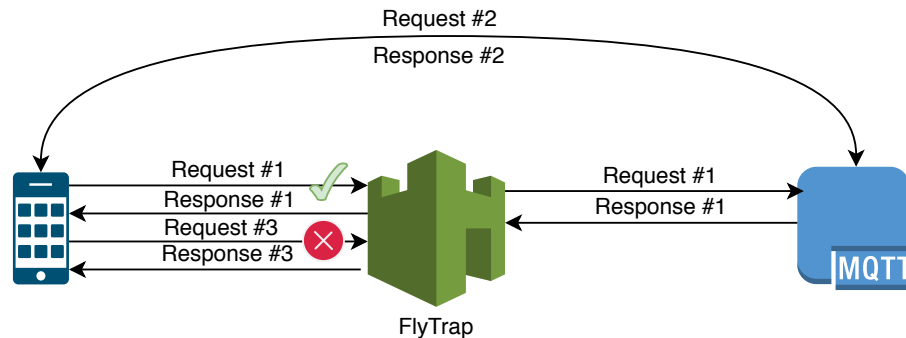 Request #2
Response #2
Request #1
Response #1
Request #3
Response #3
Request #1
Response #1
MQTT
FlyTrap